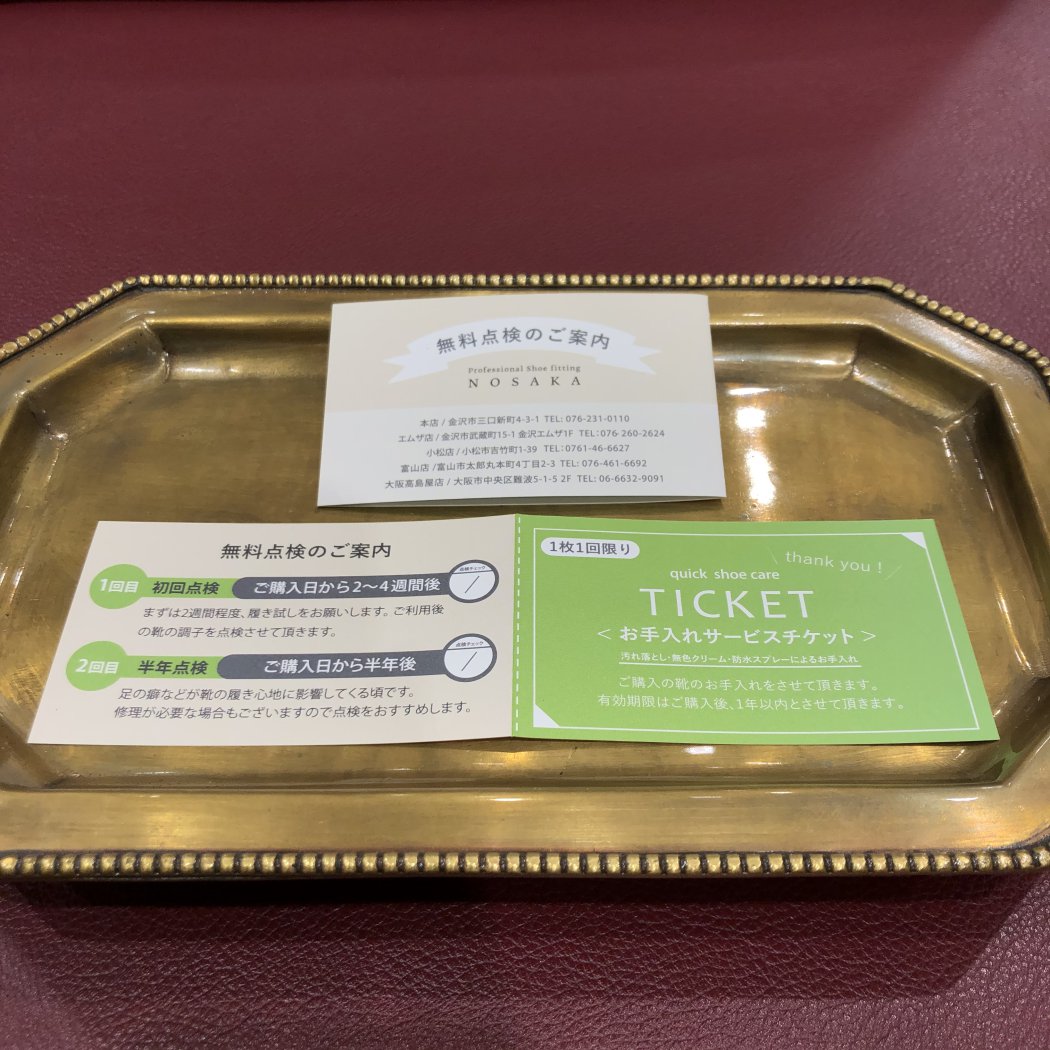 無料点検のご案内
Professional Shoe fitting
NOSAKA
本店 / 金沢市三口新町4-3-1 TEL: 076-231-0110
エムザ店 / 金沢市武蔵町15-1 金沢エムザ1F TEL:076-260-2624
小松店 / 小松市吉竹町1-39 TEL:0761-46-6627
富山店 / 富山市太郎丸本町4丁目2-3 TEL: 076-461-6692
大阪高島屋店 / 大阪市中央区難波5-1-5 2F TEL: 06-6632-9091
無料点検のご案内
1回目 初回点検 ご購入日から2～4週間後 点検チェック /
まずは2週間程度、履き試しをお願いします。ご利用後
の靴の調子を点検させて頂きます。
2回目 半年点検 ご購入日から半年後 点検チェック /
足の癖などが靴の履き心地に影響してくる頃です。
修理が必要な場合もございますので点検をおすすめします。
1枚1回限り
thank you !
quick shoe care
TICKET
< お手入れサービスチケット >
汚れ落とし・無色クリーム・防水スプレーによるお手入れ
ご購入の靴のお手入れをさせて頂きます。
有効期限はご購入後、1年以内とさせて頂きます。